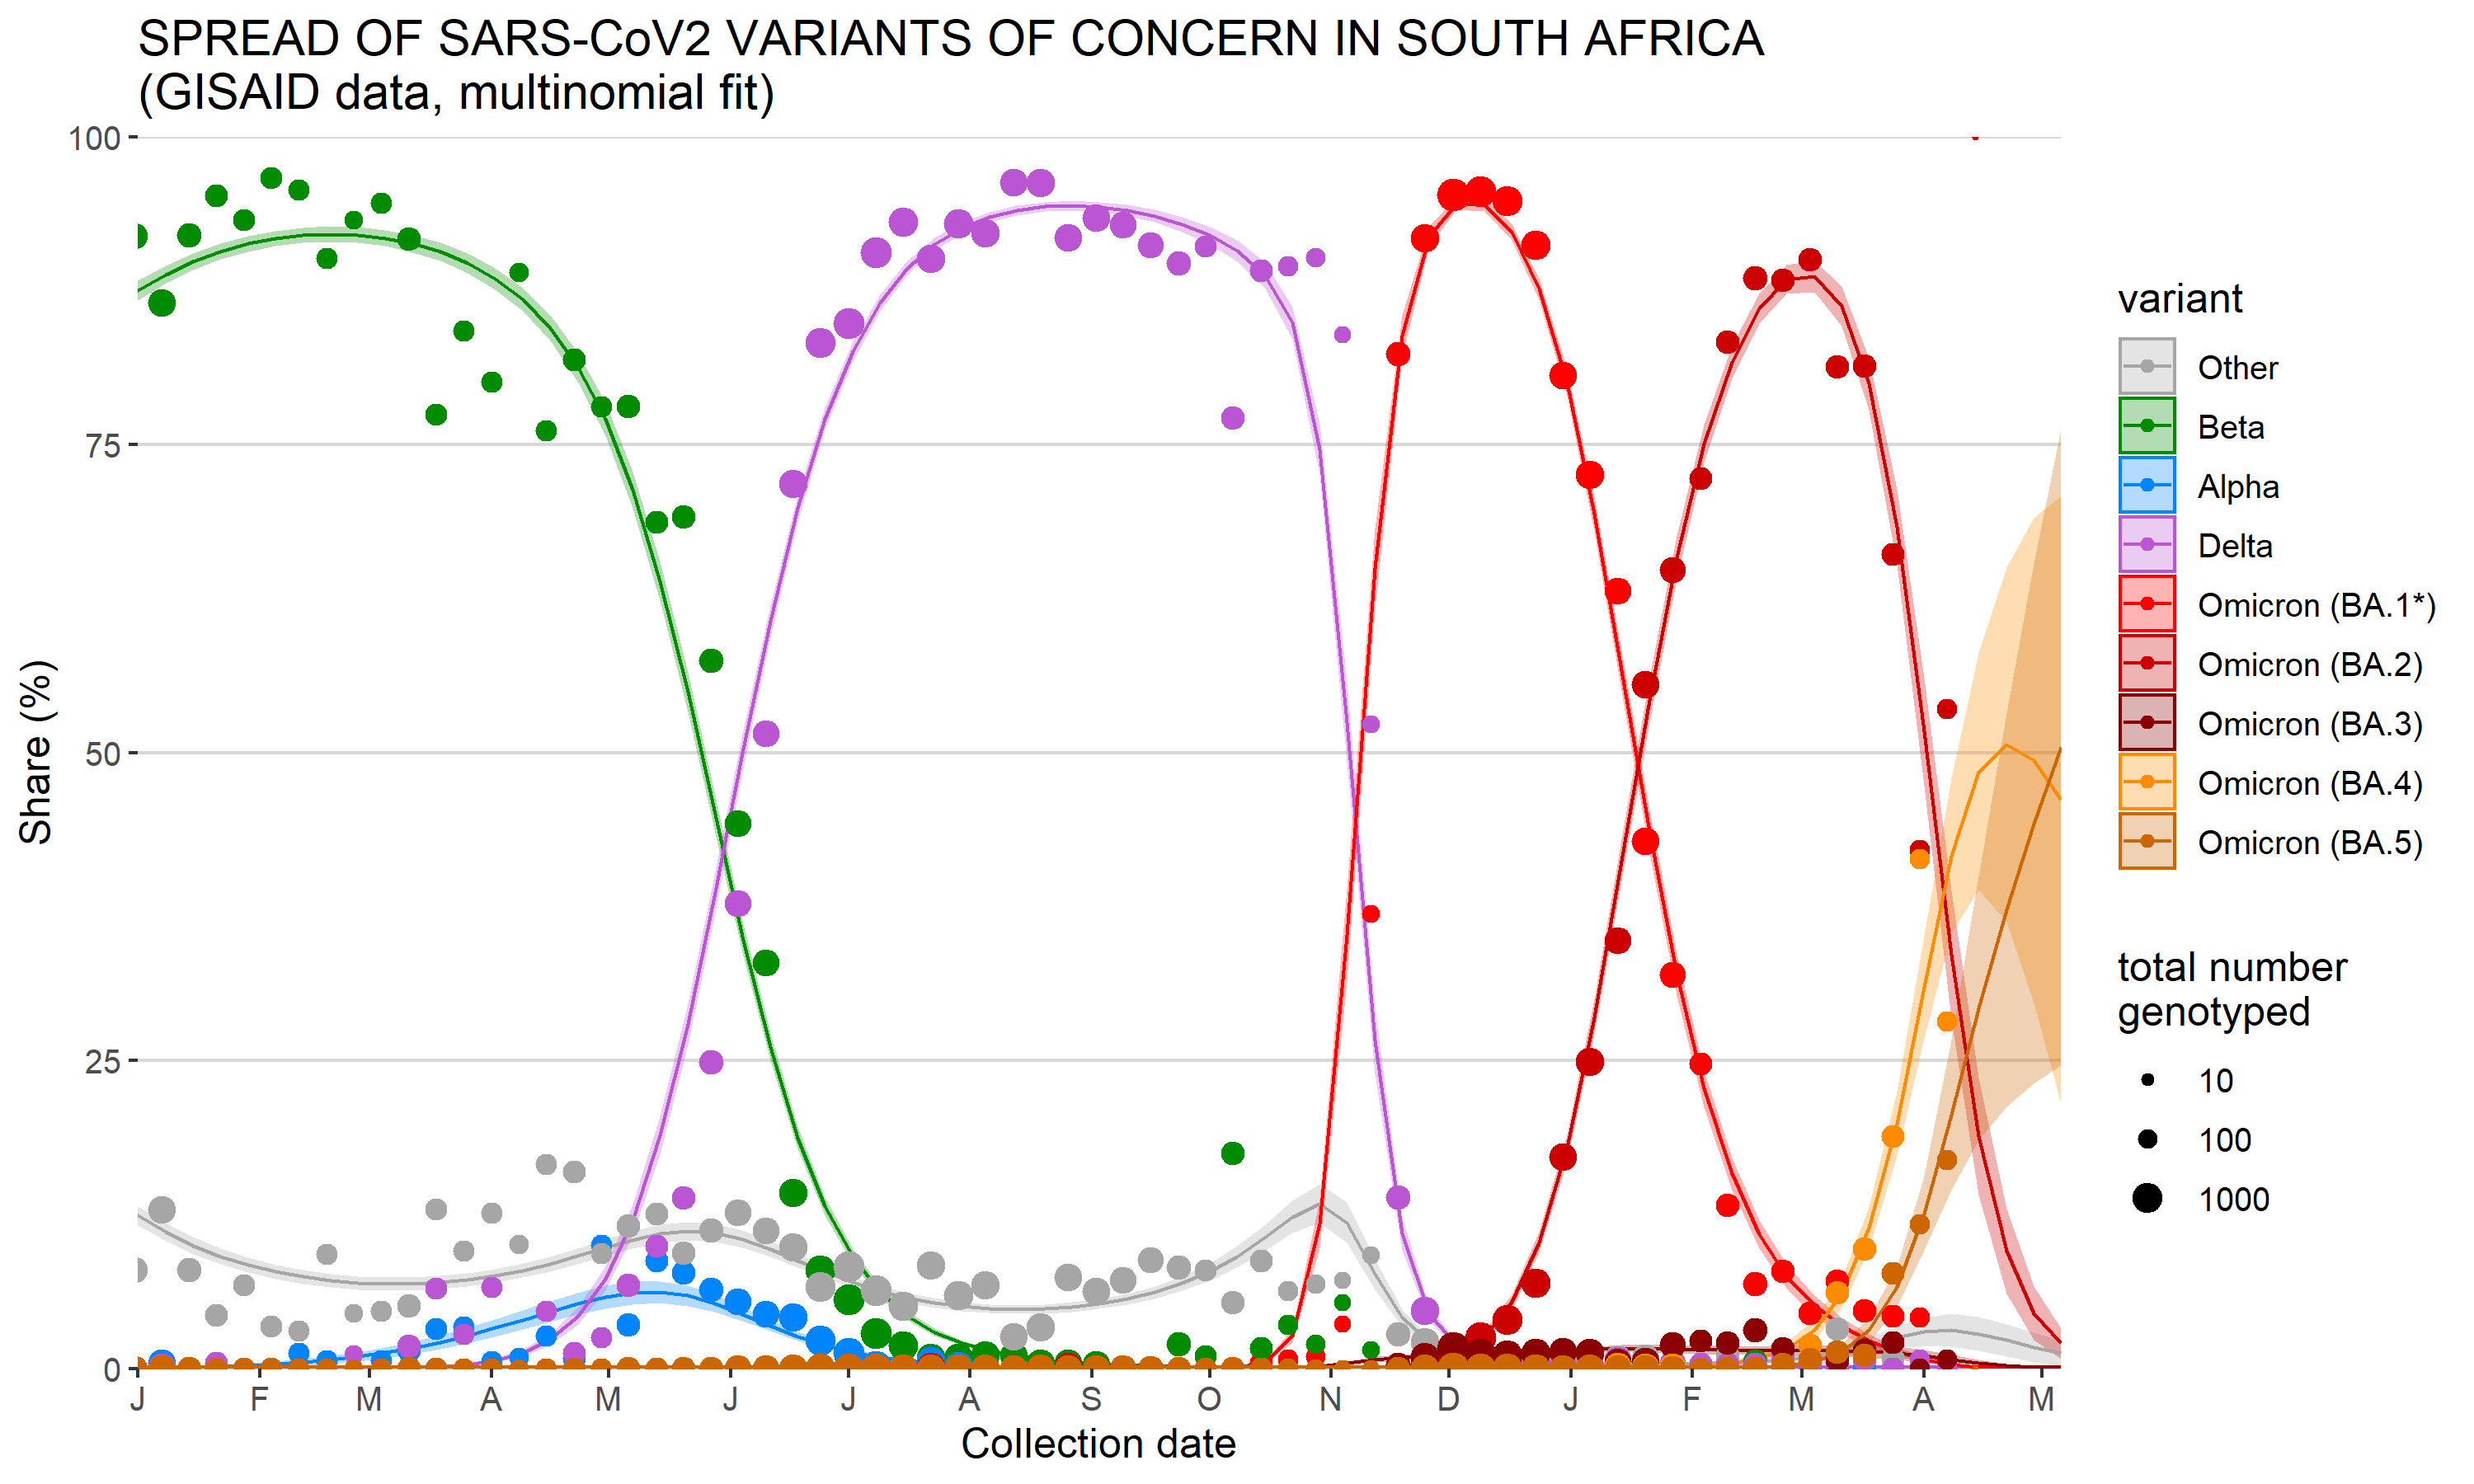 SPREAD OF SARS-CoV2 VARIANTS OF CONCERN IN SOUTH AFRICA
(GISAID data, multinomial fit)
100
75
50
25
0
Share (%)
J F M A M J J A S O N D J F M A M
Collection date
variant
Other
Beta
Alpha
Delta
Omicron (BA.1*)
Omicron (BA.2)
Omicron (BA.3)
Omicron (BA.4)
Omicron (BA.5)
total number
genotyped
10
100
1000